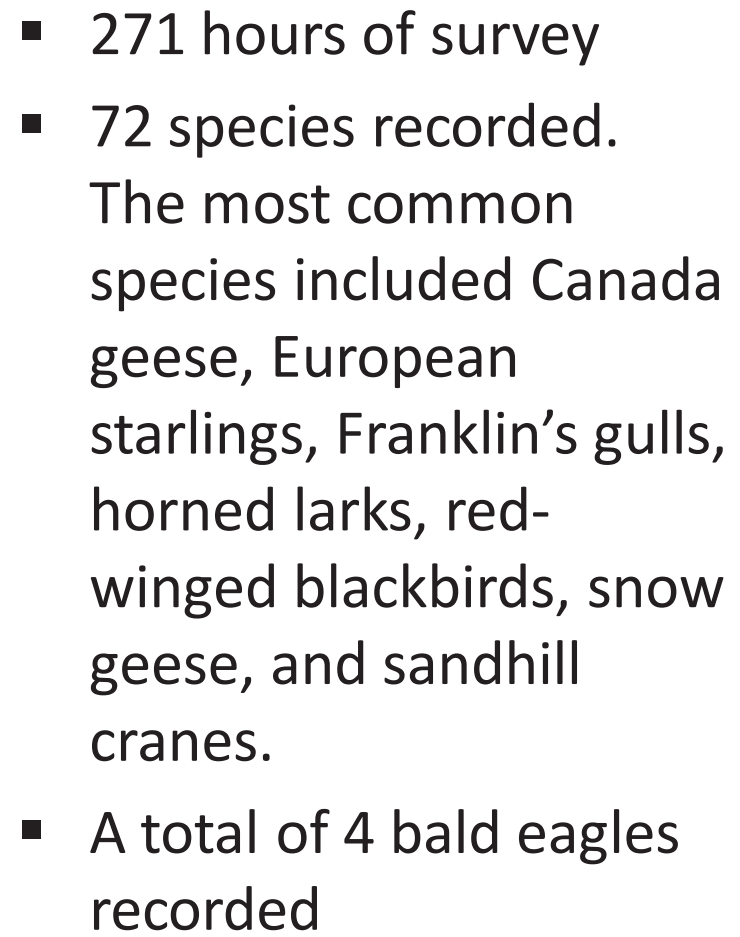 ▪ 271 hours of survey
▪ 72 species recorded.
The most common
species included Canada
geese, European
starlings, Franklin’s gulls,
horned larks, red-
winged blackbirds, snow
geese, and sandhill
cranes.
▪ A total of 4 bald eagles
recorded